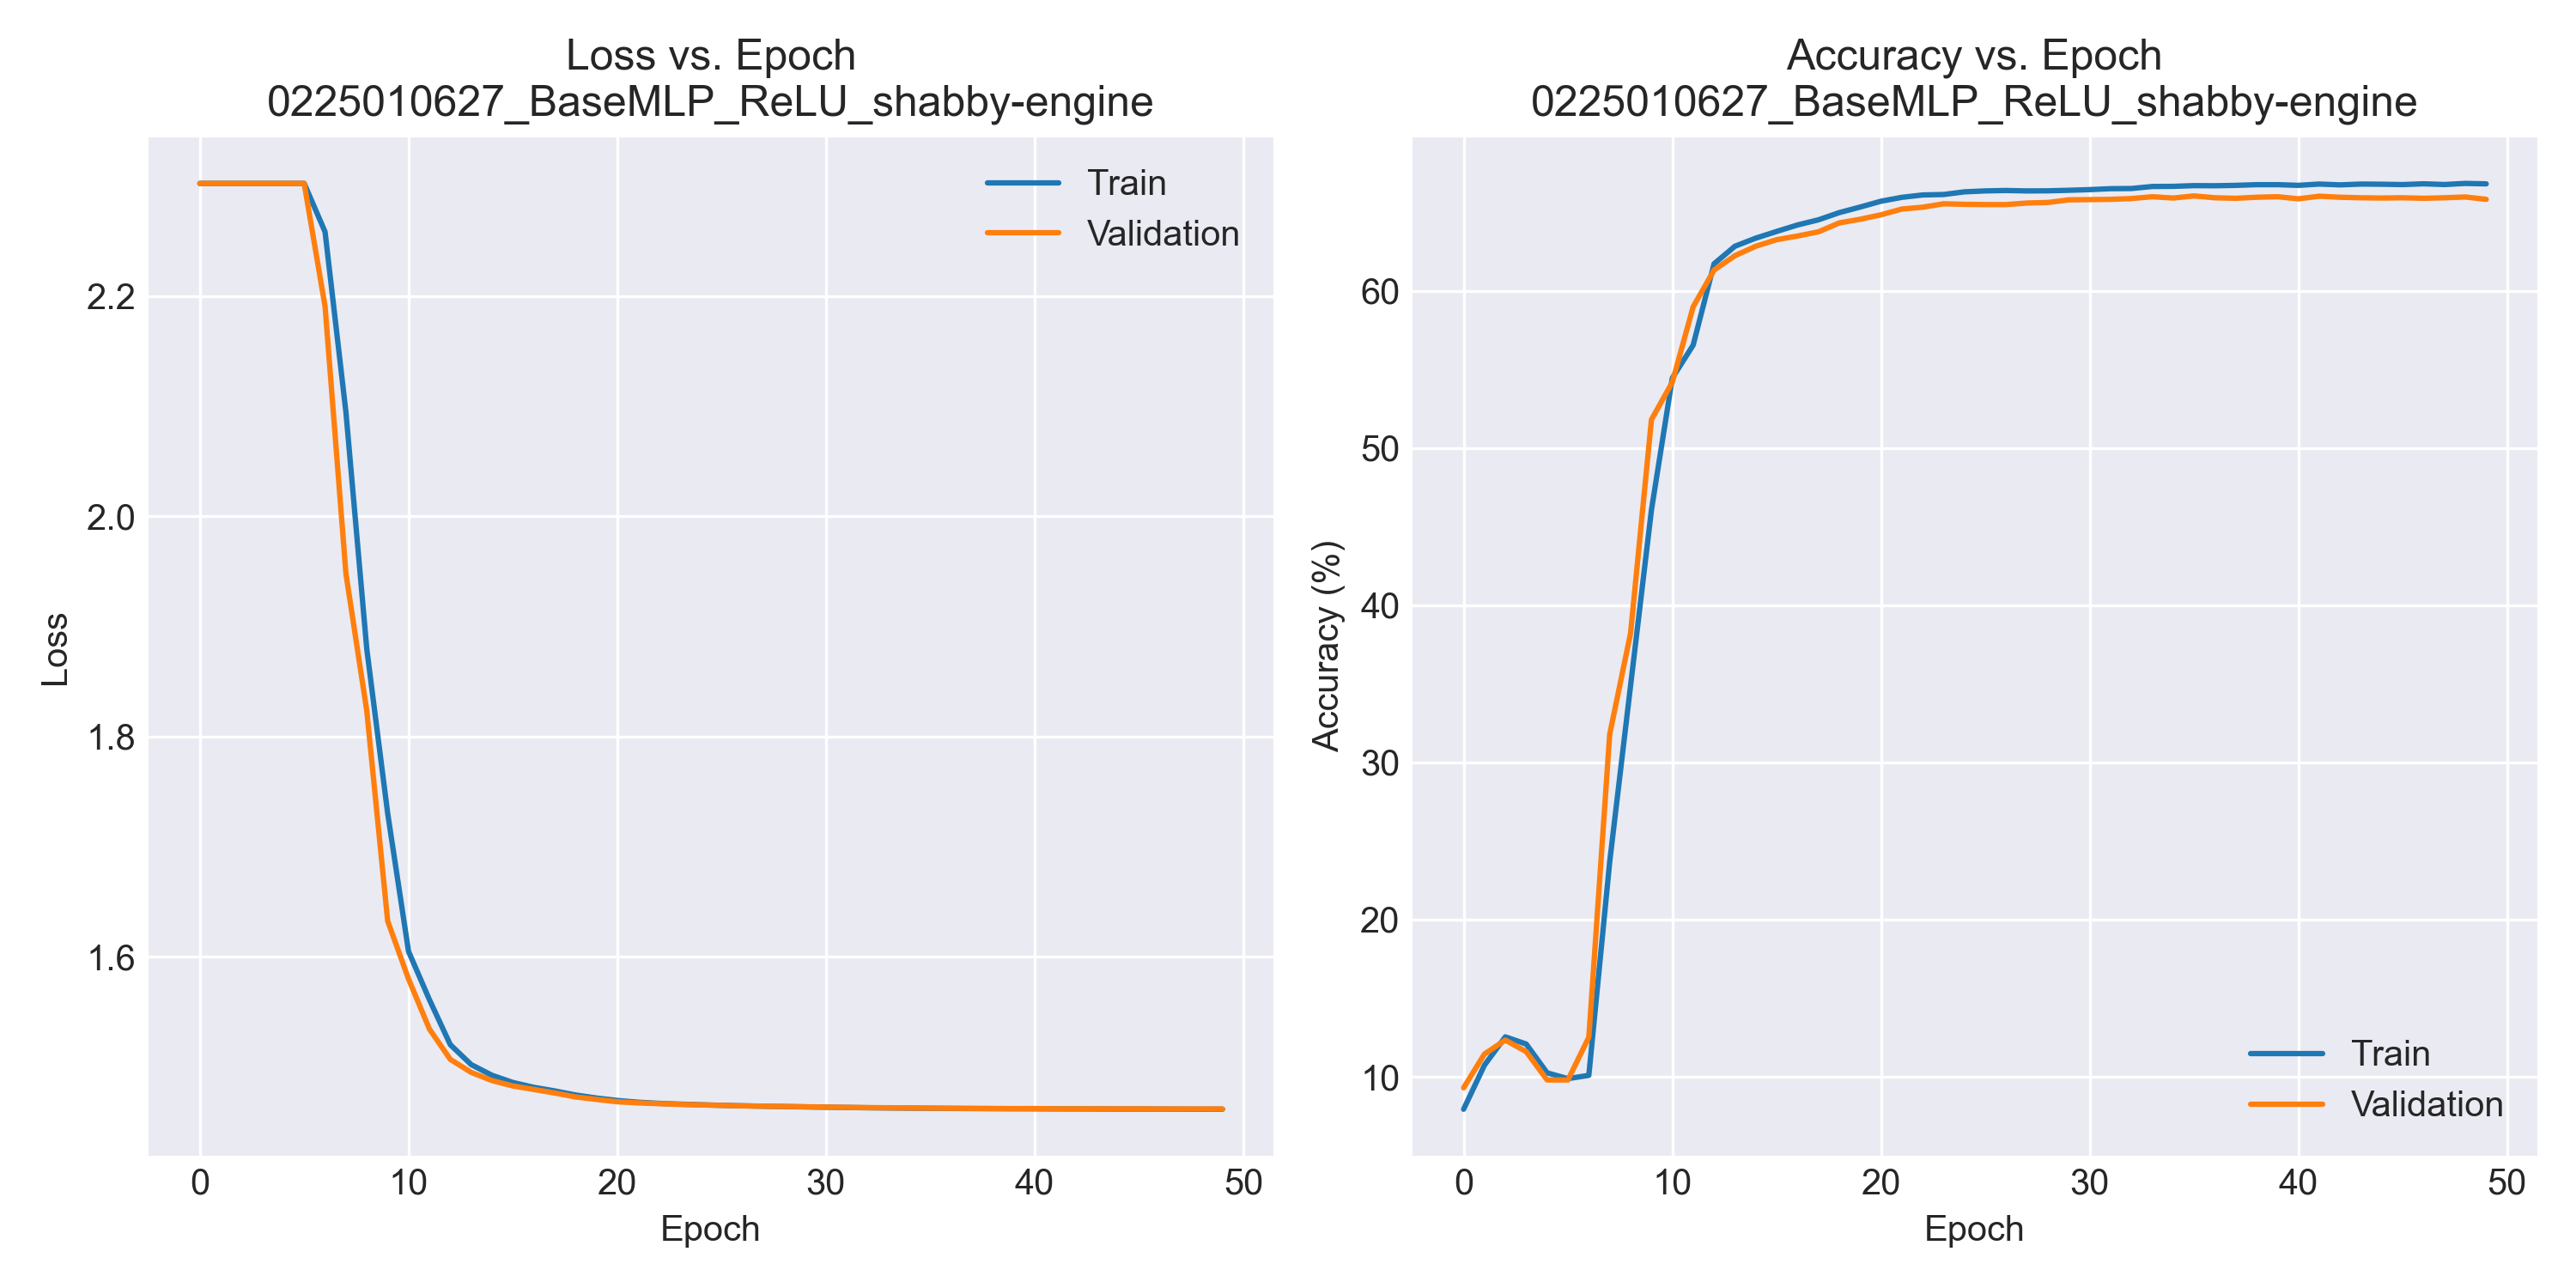 Loss vs. Epoch
0225010627_BaseMLP_ReLU_shabby-engine
Train
Validation
2.2
2.0
1.8
1.6
Loss
0 10 20 30 40 50
Epoch
Accuracy vs. Epoch
0225010627_BaseMLP_ReLU_shabby-engine
60
50
40
30
20
10
Accuracy (%)
Train
Validation
0 10 20 30 40 50
Epoch